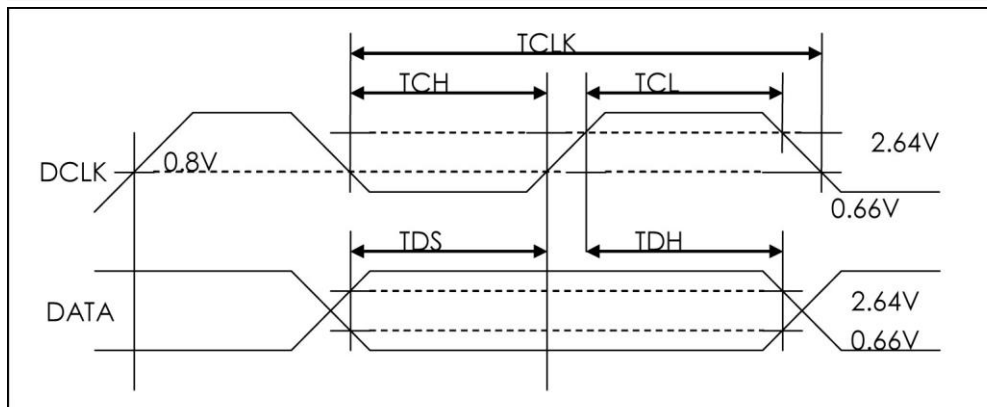 TCLK
TCH
TCL
2.64V
DCLK
0.8V
0.66V
TDS
TDH
DATA
2.64V
0.66V